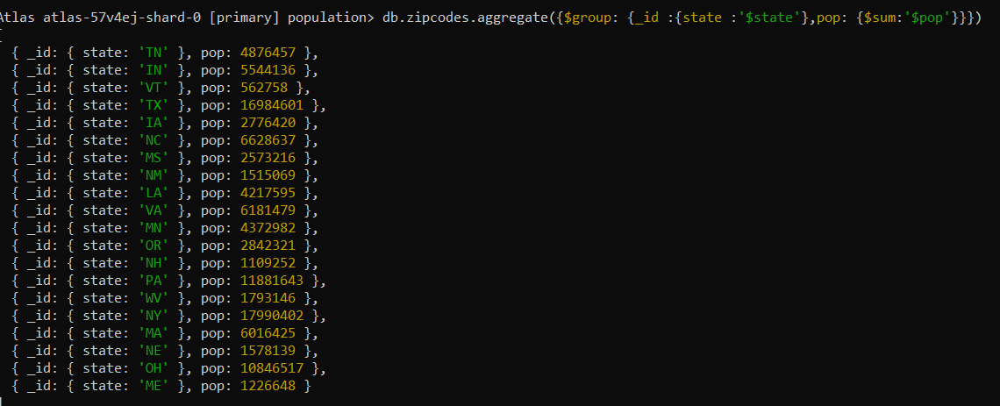 Atlas atlas-57v4ej-shard-0 [primary] population> db.zipcodes.aggregate({$group: {_id :{state :'$state'},pop: {$sum:'$pop'}}})
[
  { _id: { state: 'TN' }, pop: 4876457 },
  { _id: { state: 'IN' }, pop: 5544136 },
  { _id: { state: 'VT' }, pop: 562758 },
  { _id: { state: 'TX' }, pop: 16984601 },
  { _id: { state: 'IA' }, pop: 2776420 },
  { _id: { state: 'NC' }, pop: 6628637 },
  { _id: { state: 'MS' }, pop: 2573216 },
  { _id: { state: 'NM' }, pop: 1515069 },
  { _id: { state: 'LA' }, pop: 4217595 },
  { _id: { state: 'VA' }, pop: 6181479 },
  { _id: { state: 'MN' }, pop: 4372982 },
  { _id: { state: 'OR' }, pop: 2842321 },
  { _id: { state: 'NH' }, pop: 1109252 },
  { _id: { state: 'PA' }, pop: 11881643 },
  { _id: { state: 'WV' }, pop: 1793146 },
  { _id: { state: 'NY' }, pop: 17990402 },
  { _id: { state: 'MA' }, pop: 6016425 },
  { _id: { state: 'NE' }, pop: 1578139 },
  { _id: { state: 'OH' }, pop: 10846517 },
  { _id: { state: 'ME' }, pop: 1226648 }